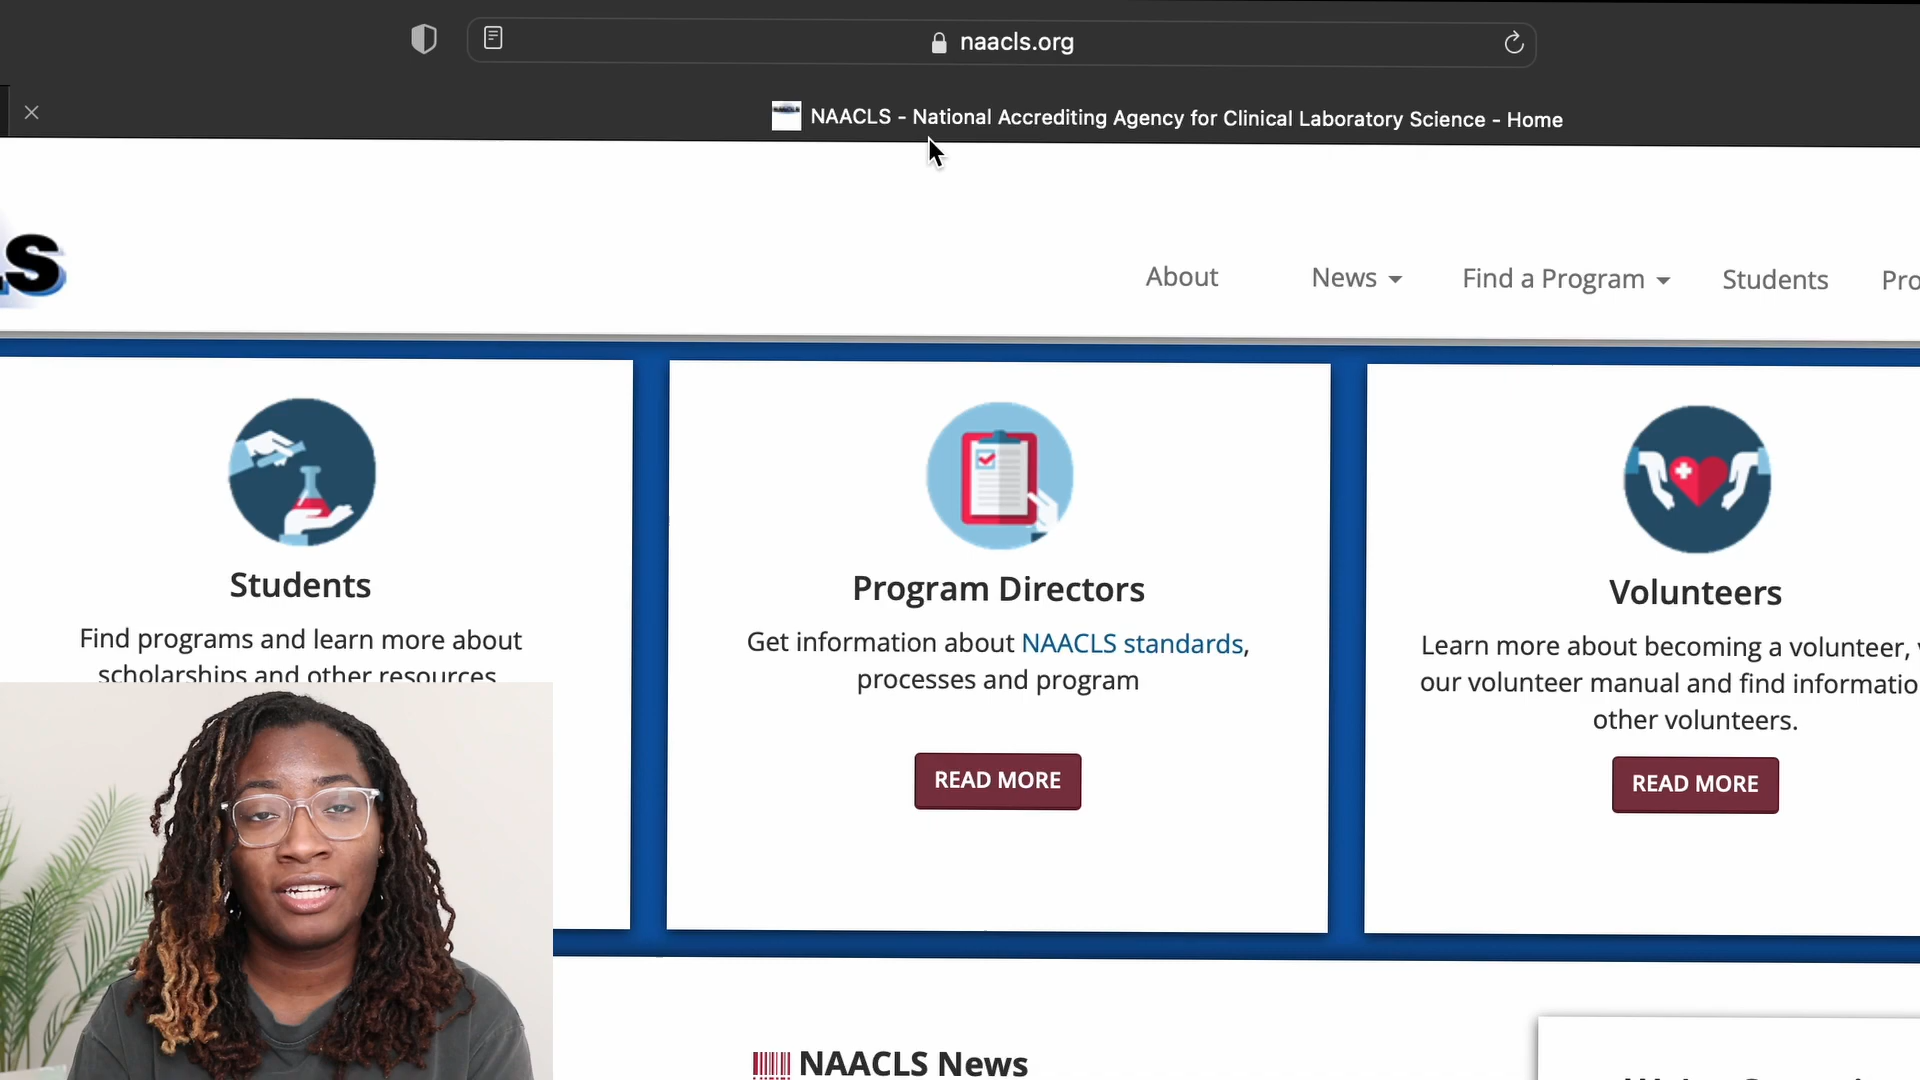 naacls.org
NAACLS - National Accrediting Agency for Clinical Laboratory Science - Home
LS
About
News
Find a Program
Students
Pro
Students
Find programs and learn more about
scholarships and other resources
Program Directors
Get information about NAACLS standards,
processes and program
READ MORE
Volunteers
Learn more about becoming a volunteer,
our volunteer manual and find informatio
other volunteers.
READ MORE
NAACLS News